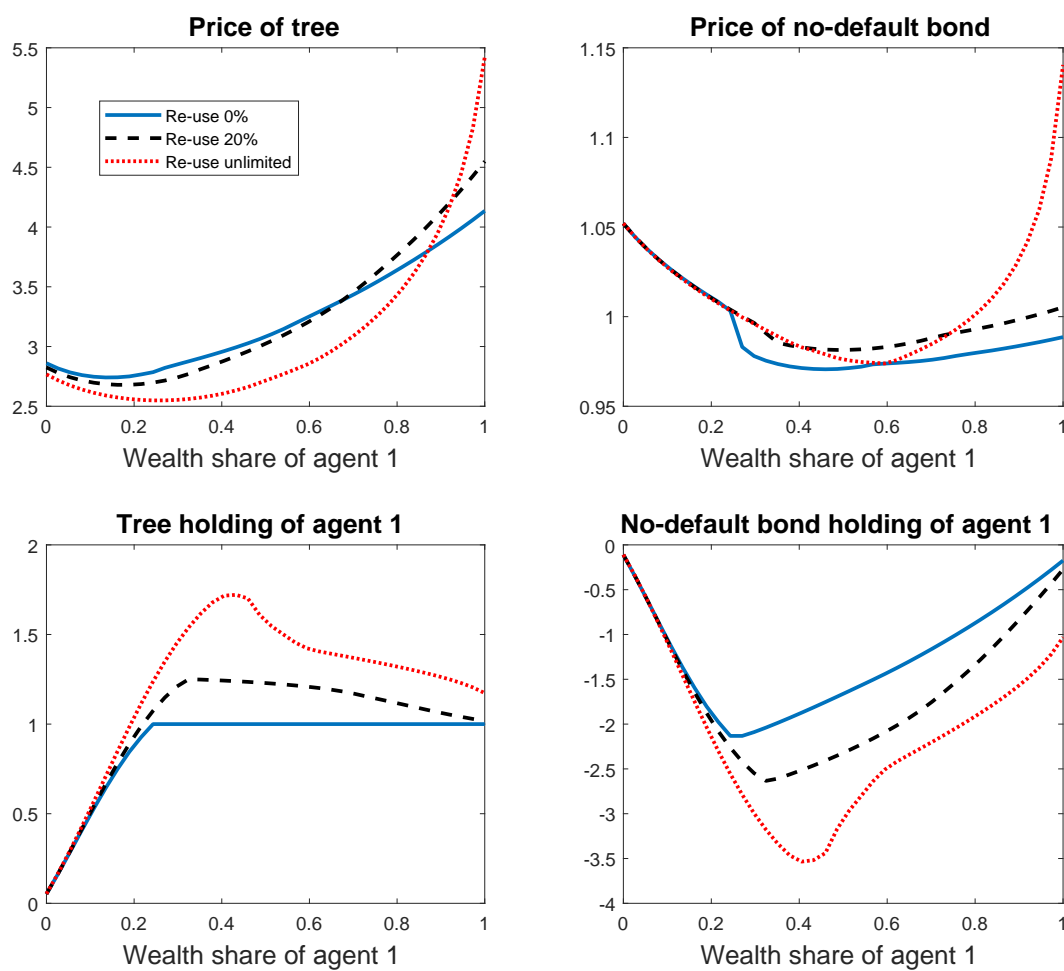 Price of tree
5.5
5
4.5
4
3.5
3
2.5
0 0.2 0.4 0.6 0.8 1
Wealth share of agent 1
Re-use 0%
Re-use 20%
Re-use unlimited
Price of no-default bond
1.15
1.1
1.05
1
0.95
0 0.2 0.4 0.6 0.8 1
Wealth share of agent 1
Tree holding of agent 1
2
1.5
1
0.5
0
0 0.2 0.4 0.6 0.8 1
Wealth share of agent 1
No-default bond holding of agent 1
0
-0.5
-1
-1.5
-2
-2.5
-3
-3.5
-4
0 0.2 0.4 0.6 0.8 1
Wealth share of agent 1